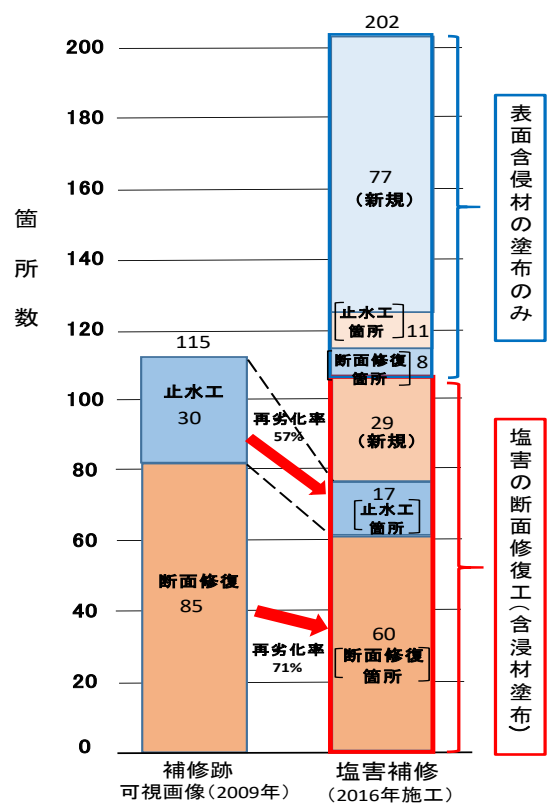 箇所数
200
180
160
140
120
100
80
60
40
20
0
115
止水工
30
断面修復
85
再劣化率
57%
再劣化率
71%
202
77
(新規)
[止水工箇所]
11
[断面修復箇所]
8
29
(新規)
17
[止水工箇所]
60
[断面修復箇所]
補修跡
可視画像(2009年)
塩害補修
(2016年施工)
表面含侵材の塗布のみ
塩害の断面修復工(含浸材塗布)